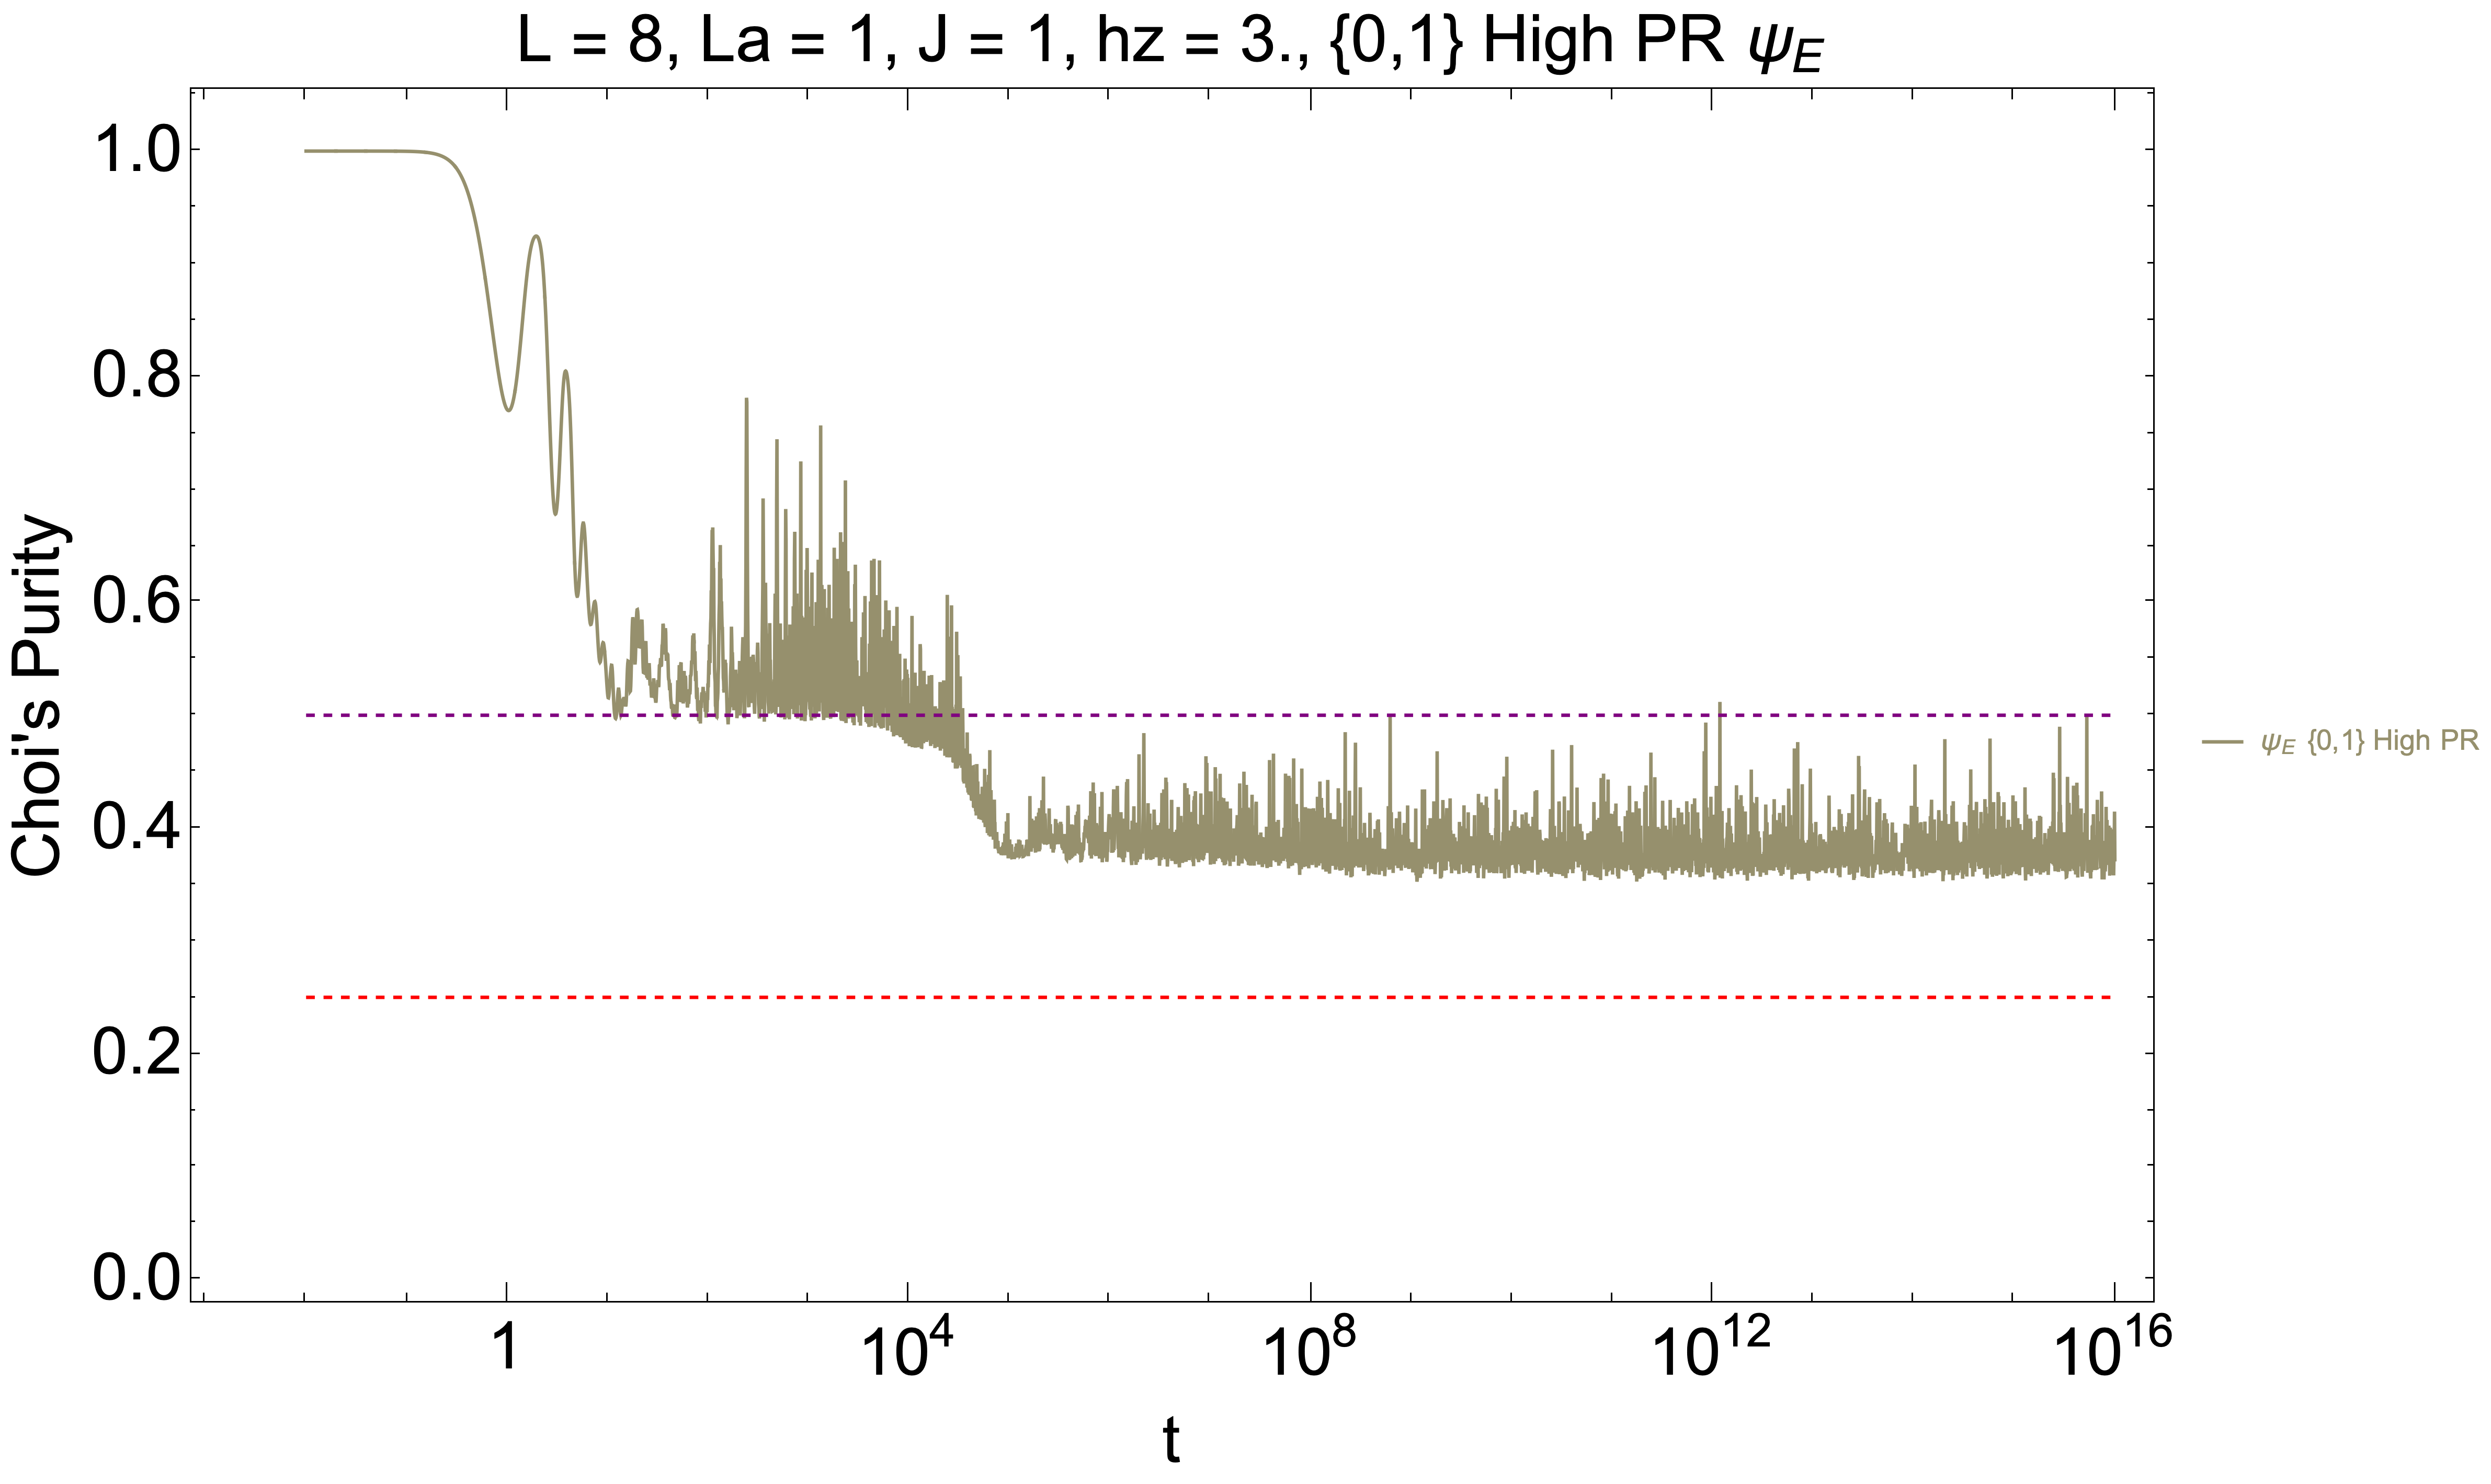 L = 8, La = 1, J = 1, hz = 3., {0,1} High PR ψ_E
Choi's Purity
1.0
0.8
0.6
0.4
0.2
0.0
1
10^4
10^8
10^12
10^16
t
ψ_E {0,1} High PR